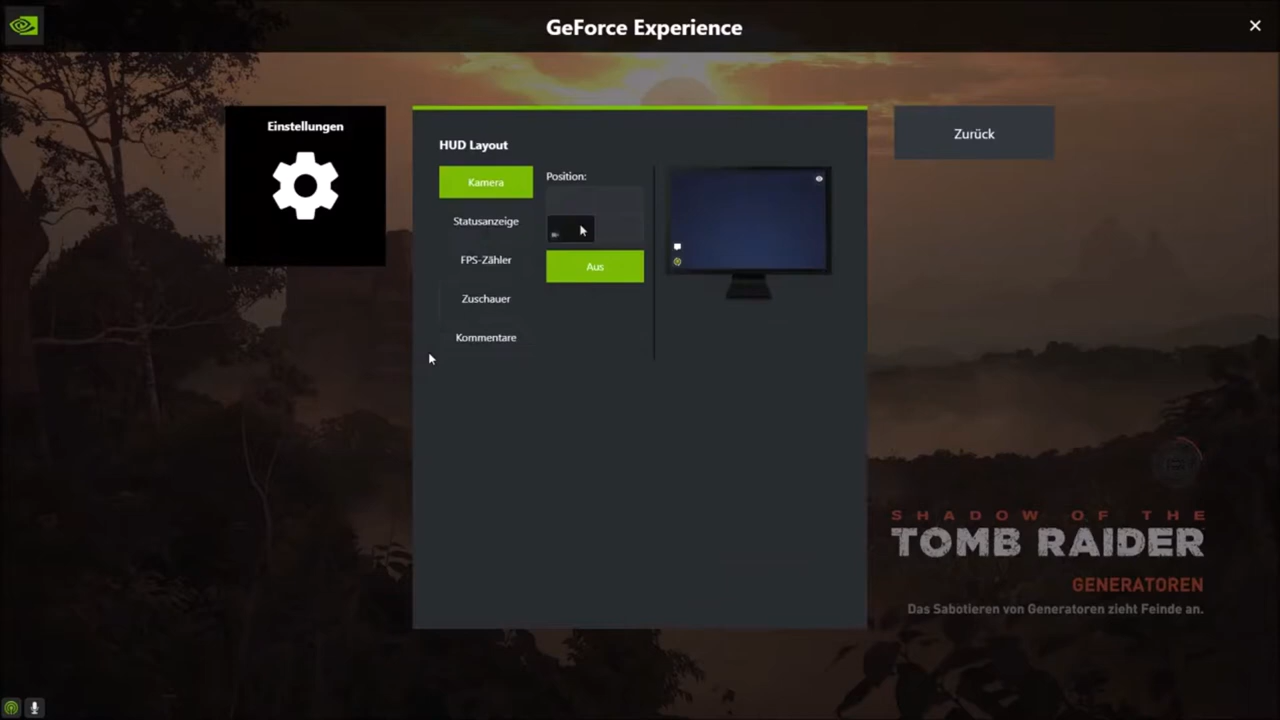 GeForce Experience
Einstellungen
HUD Layout
Zurück
Kamera
Position:
Statusanzeige
FPS-Zähler
Aus
Zuschauer
Kommentare
SHADOW OF THE
TOMB RAIDER
GENERATOREN
Das Sabotieren von Generatoren zieht Feinde an.